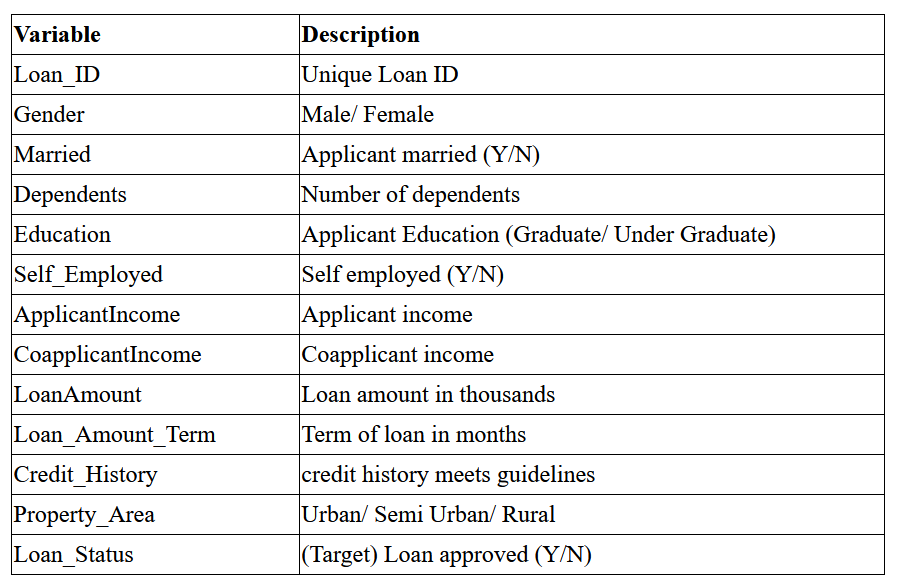 Variable Description
Loan_ID Unique Loan ID
Gender Male/ Female
Married Applicant married (Y/N)
Dependents Number of dependents
Education Applicant Education (Graduate/ Under Graduate)
Self_Employed Self employed (Y/N)
ApplicantIncome Applicant income
CoapplicantIncome Coapplicant income
LoanAmount Loan amount in thousands
Loan_Amount_Term Term of loan in months
Credit_History credit history meets guidelines
Property_Area Urban/ Semi Urban/ Rural
Loan_Status (Target) Loan approved (Y/N)